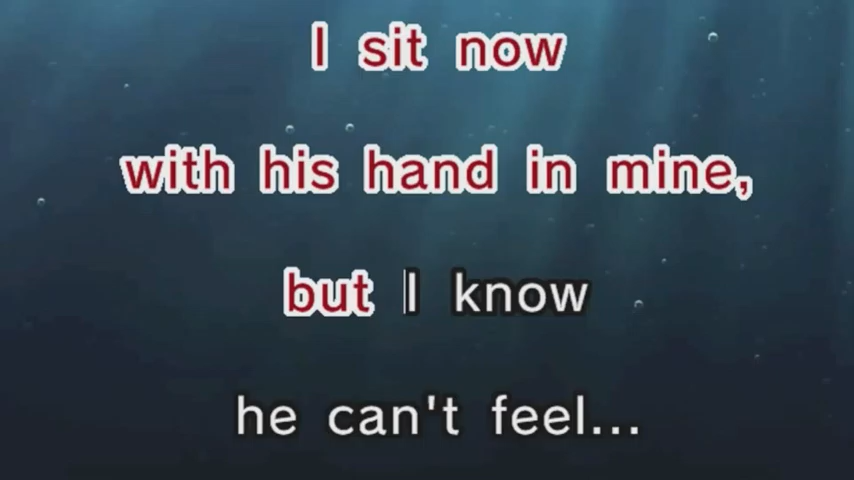 I sit now
with his hand in mine,
but I know
he can't feel...